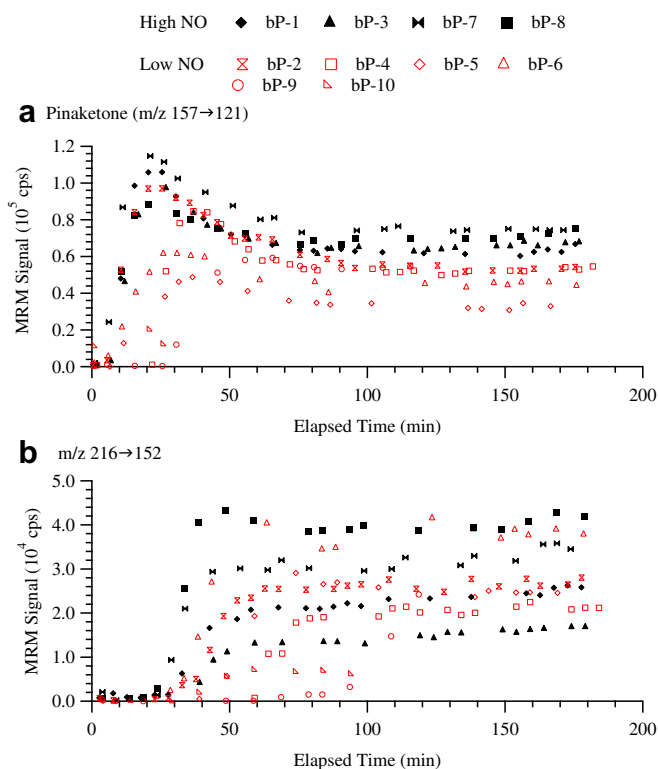 High NO bP-1 bP-3 bP-7 bP-8
Low NO bP-2 bP-4 bP-5 bP-6
bP-9 bP-10
a Pinaketone (m/z 157→121)
MRM Signal (10⁵ cps)
1.2
1.0
0.8
0.6
0.4
0.2
0.0
0 50 100 150 200
Elapsed Time (min)
b m/z 216→152
MRM Signal (10⁴ cps)
5.0
4.0
3.0
2.0
1.0
0.0
0 50 100 150 200
Elapsed Time (min)